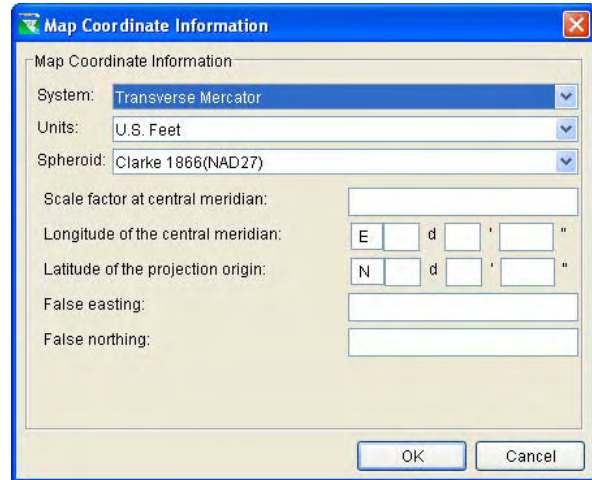 Map Coordinate Information
Map Coordinate Information
System: Transverse Mercator
Units: U.S. Feet
Spheroid: Clarke 1866(NAD27)
Scale factor at central meridian:
Longitude of the central meridian: E d ' "
Latitude of the projection origin: N d ' "
False easting:
False northing:
OK Cancel